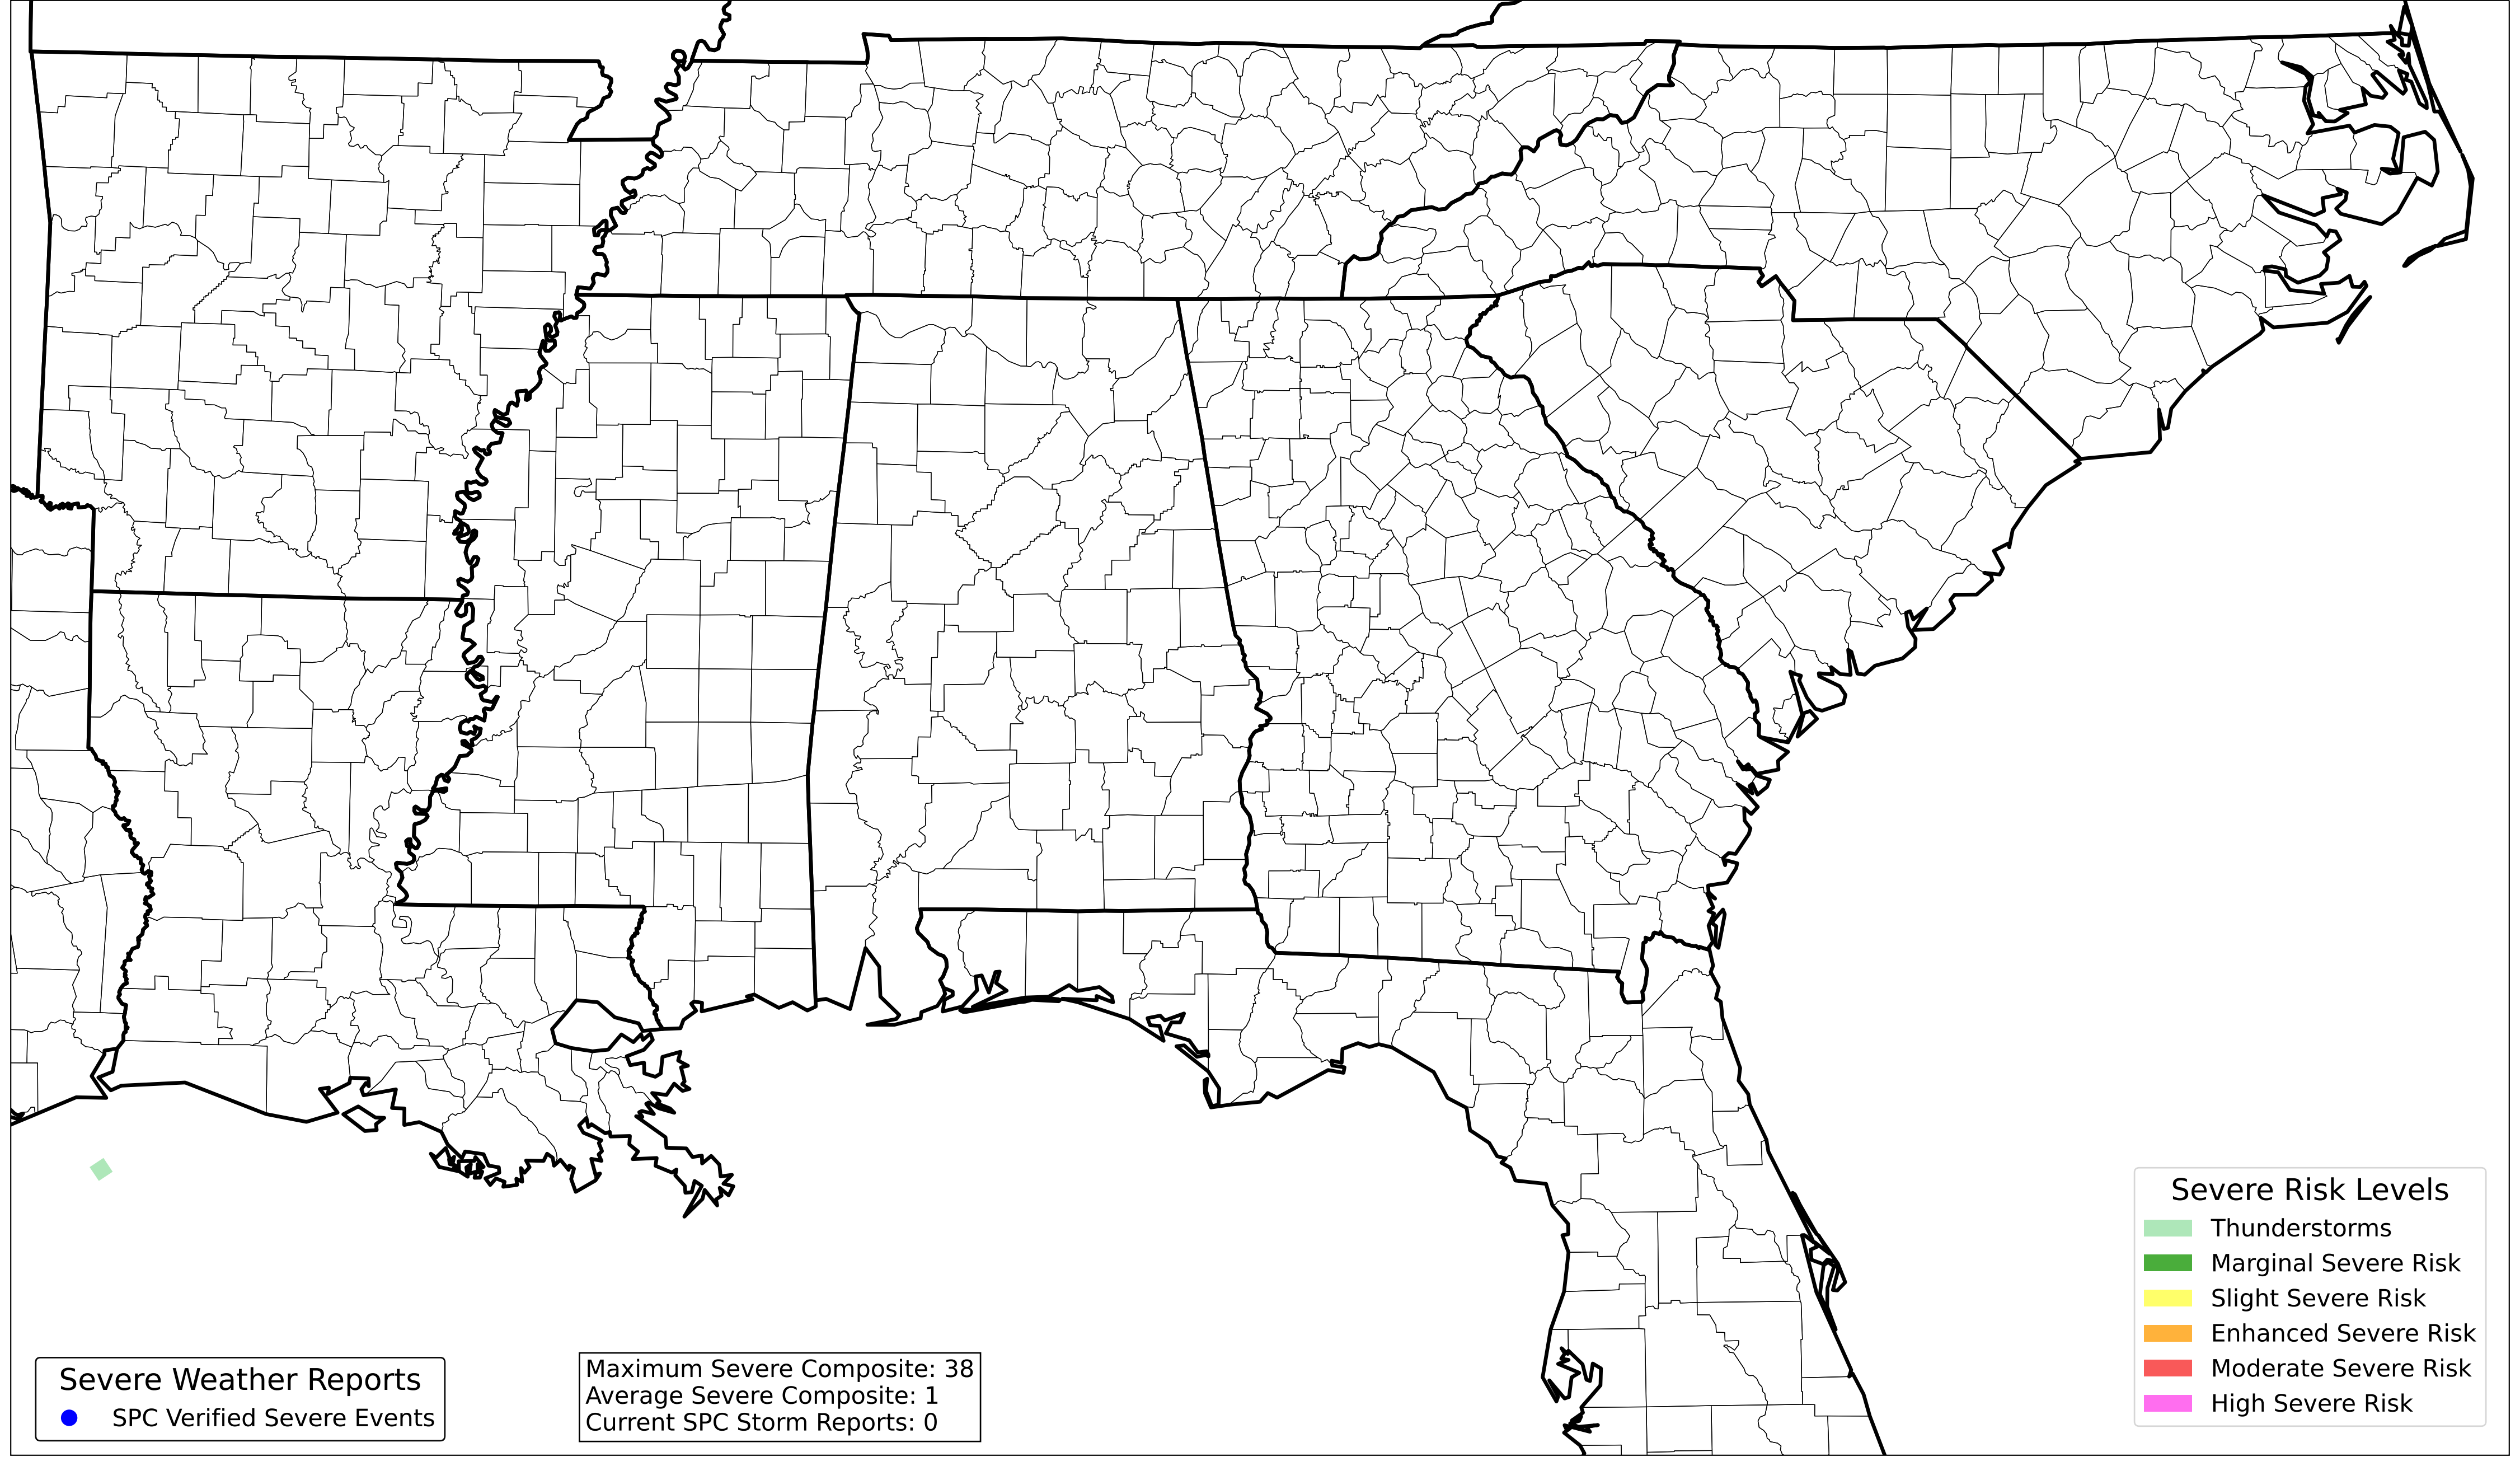 Severe Risk Levels
Thunderstorms
Marginal Severe Risk
Slight Severe Risk
Enhanced Severe Risk
Moderate Severe Risk
High Severe Risk
Severe Weather Reports
SPC Verified Severe Events
Maximum Severe Composite: 38
Average Severe Composite: 1
Current SPC Storm Reports: 0